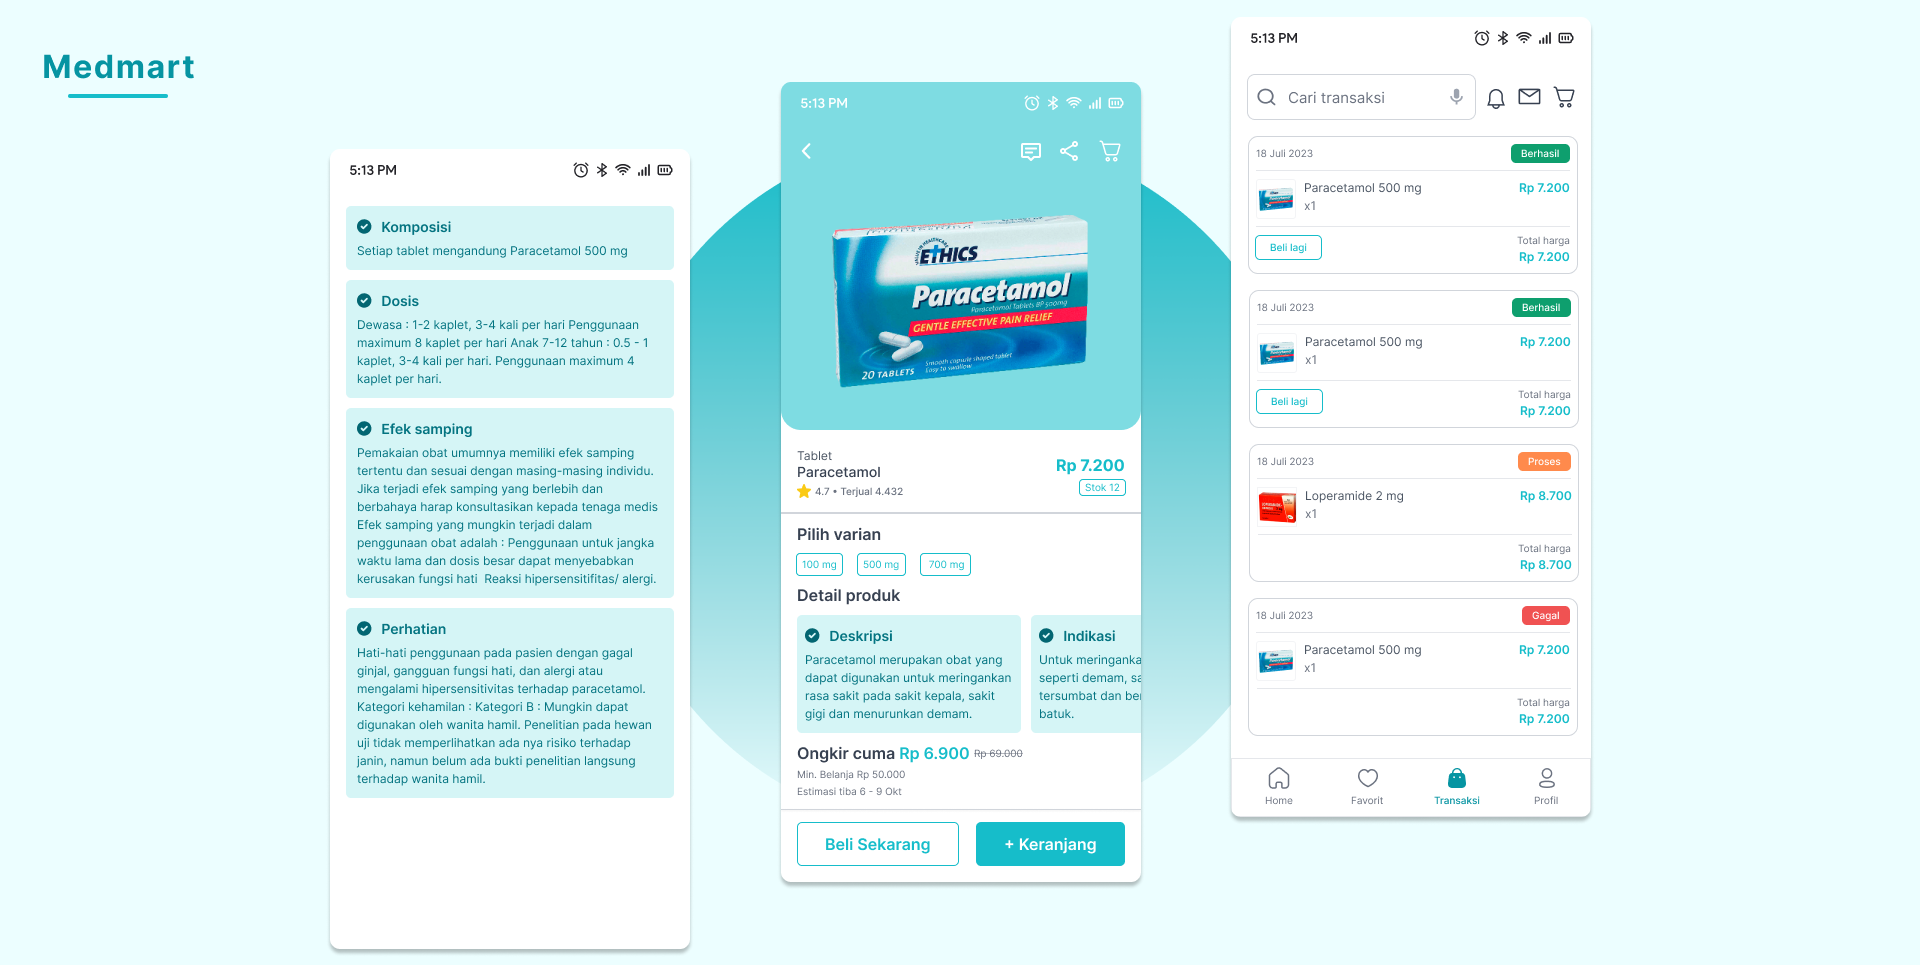 Medmart
5:13 PM
Komposisi
Setiap tablet mengandung Paracetamol 500 mg
Dosis
Dewasa : 1-2 kaplet, 3-4 kali per hari Penggunaan
maximum 8 kaplet per hari Anak 7-12 tahun : 0.5 - 1
kaplet, 3-4 kali per hari. Penggunaan maximum 4
kaplet per hari.
Efek samping
Pemakaian obat umumnya memiliki efek samping
tertentu dan sesuai dengan masing-masing individu.
Jika terjadi efek samping yang berlebih dan
berbahaya harap konsultasikan kepada tenaga medis
Efek samping yang mungkin terjadi dalam
penggunaan obat adalah : Penggunaan untuk jangka
waktu lama dan dosis besar dapat menyebabkan
kerusakan fungsi hati  Reaksi hipersensitifitas/ alergi.
Perhatian
Hati-hati penggunaan pada pasien dengan gagal
ginjal, gangguan fungsi hati, dan alergi atau
mengalami hipersensitivitas terhadap paracetamol.
Kategori kehamilan : Kategori B : Mungkin dapat
digunakan oleh wanita hamil. Penelitian pada hewan
uji tidak memperlihatkan ada nya risiko terhadap
janin, namun belum ada bukti penelitian langsung
terhadap wanita hamil.
5:13 PM
ETHICS
Paracetamol
Paracetamol Tablets BP 500mg
GENTLE EFFECTIVE PAIN RELIEF
Smooth capsule shaped tablet
Easy to swallow
20 TABLETS
Tablet
Paracetamol
4.7 • Terjual 4.432
Rp 7.200
Stok 12
Pilih varian
100 mg
500 mg
700 mg
Detail produk
Deskripsi
Paracetamol merupakan obat yang
dapat digunakan untuk meringankan
rasa sakit pada sakit kepala, sakit
gigi dan menurunkan demam.
Indikasi
Untuk meringanka
seperti demam, sa
tersumbat dan be
batuk.
Ongkir cuma Rp 6.900 Rp 69.000
Min. Belanja Rp 50.000
Estimasi tiba 6 - 9 Okt
Beli Sekarang
+ Keranjang
5:13 PM
Cari transaksi
18 Juli 2023
Berhasil
Paracetamol 500 mg
Rp 7.200
x1
Beli lagi
Total harga
Rp 7.200
18 Juli 2023
Berhasil
Paracetamol 500 mg
Rp 7.200
x1
Beli lagi
Total harga
Rp 7.200
18 Juli 2023
Proses
Loperamide 2 mg
Rp 8.700
x1
Total harga
Rp 8.700
18 Juli 2023
Gagal
Paracetamol 500 mg
Rp 7.200
x1
Total harga
Rp 7.200
Home
Favorit
Transaksi
Profil